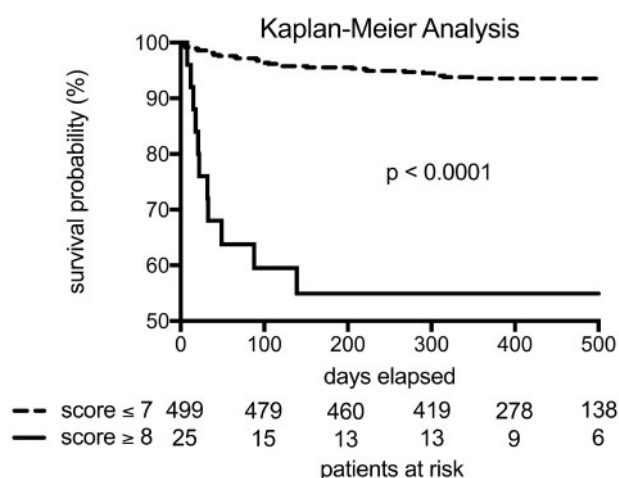 Kaplan-Meier Analysis
survival probability (%)
100
90
80
70
60
50
p < 0.0001
0 100 200 300 400 500
days elapsed
score ≤ 7 499 479 460 419 278 138
score ≥ 8 25 15 13 13 9 6
patients at risk